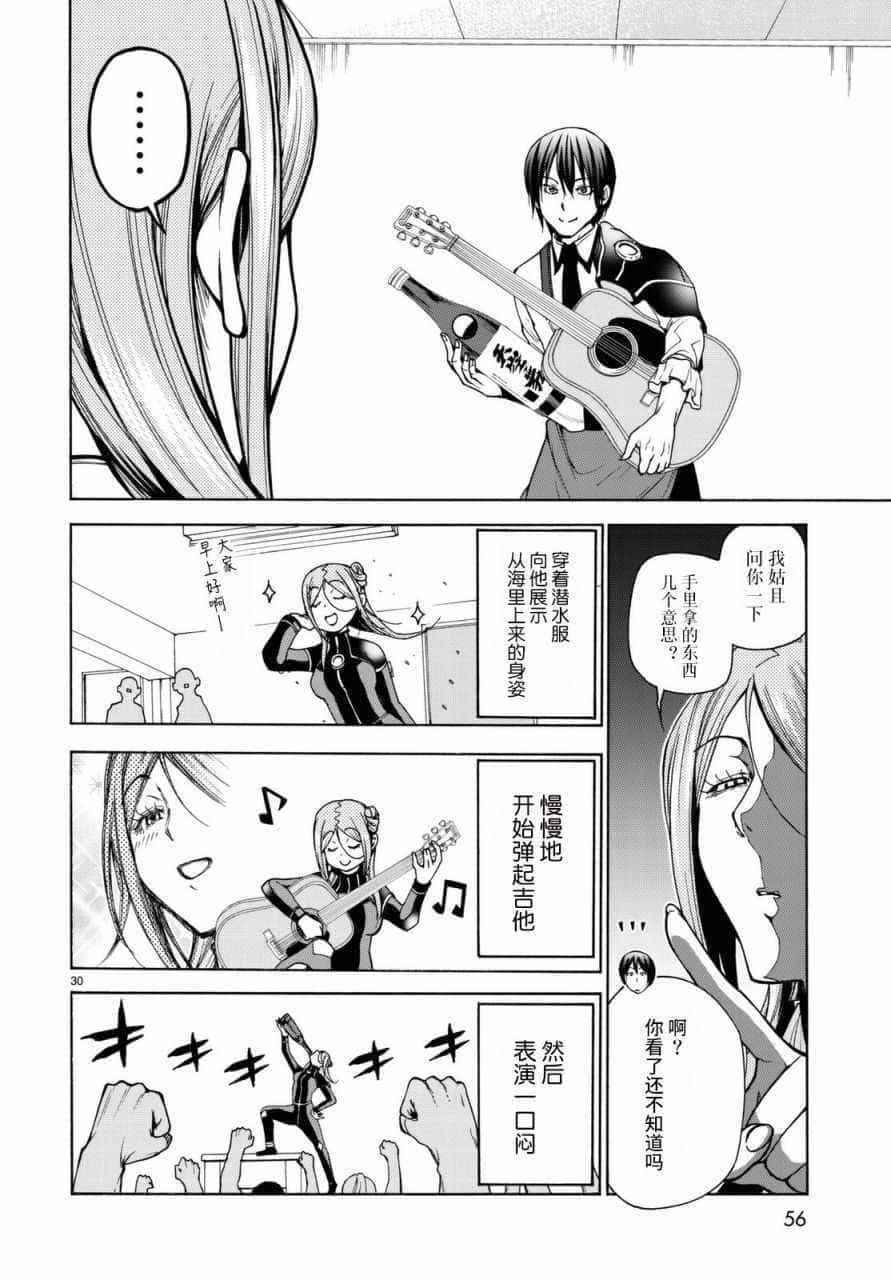 ……
我姑且
问你一下
手里拿的东西
几个意思？
啊？
你看了还不知道吗
穿着潜水服
向他展示
从海里上来的身姿
大家
早上好啊－
慢慢地
开始弹起吉他
然后
表演一口闷
30
56